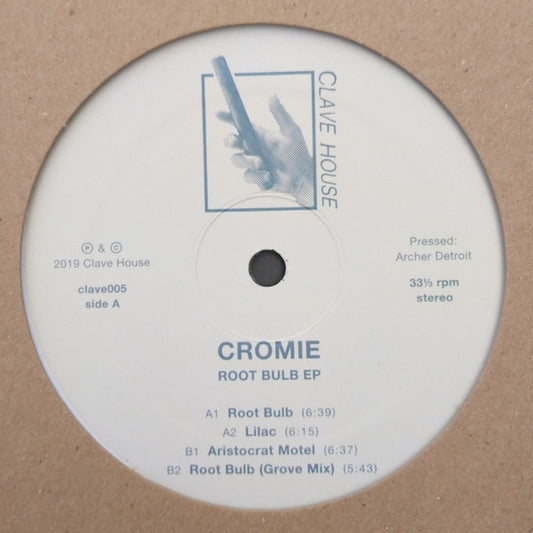 CLAVE HOUSE
℗ & ©
2019 Clave House
clave005
side A
Pressed:
Archer Detroit
33⅓ rpm
stereo
CROMIE
ROOT BULB EP
A1 Root Bulb (6:39)
A2 Lilac (6:15)
B1 Aristocrat Motel (6:37)
B2 Root Bulb (Grove Mix) (5:43)